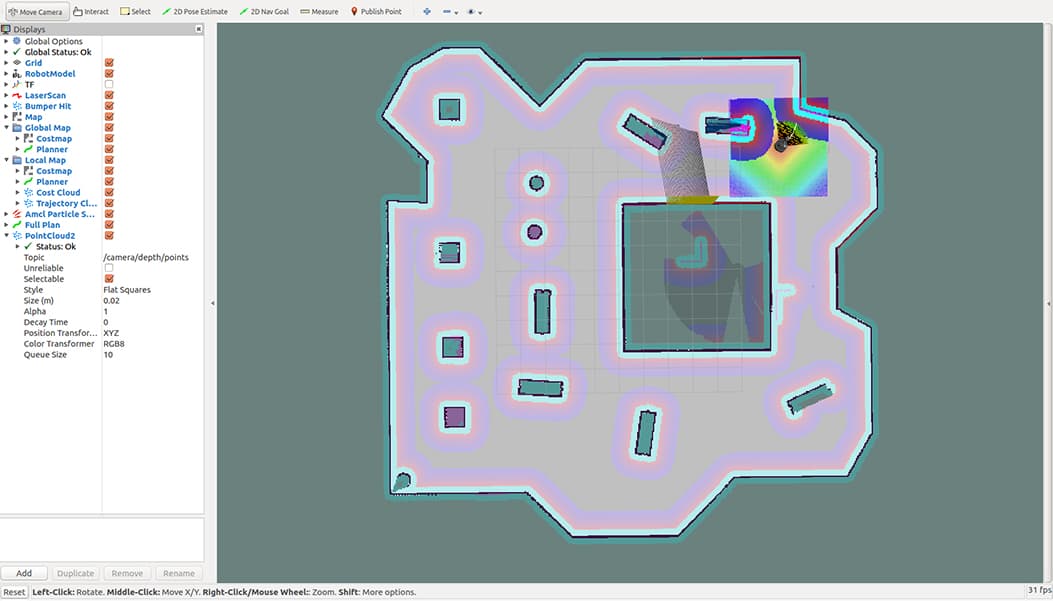 Move Camera Interact Select 2D Pose Estimate 2D Nav Goal Measure Publish Point
Displays
Global Options
Global Status: Ok
Grid
RobotModel
TF
LaserScan
Bumper Hit
Map
Global Map
Costmap
Planner
Local Map
Costmap
Planner
Cost Cloud
Trajectory Cl...
Amcl Particle S...
Full Plan
PointCloud2
Status: Ok
Topic /camera/depth/points
Unreliable
Selectable
Style Flat Squares
Size (m) 0.02
Alpha 1
Decay Time 0
Position Transfor... XYZ
Color Transformer RGB8
Queue Size 10
Add Duplicate Remove Rename
Reset Left-Click: Rotate. Middle-Click: Move X/Y. Right-Click/Mouse Wheel:: Zoom. Shift: More options. 31 fps